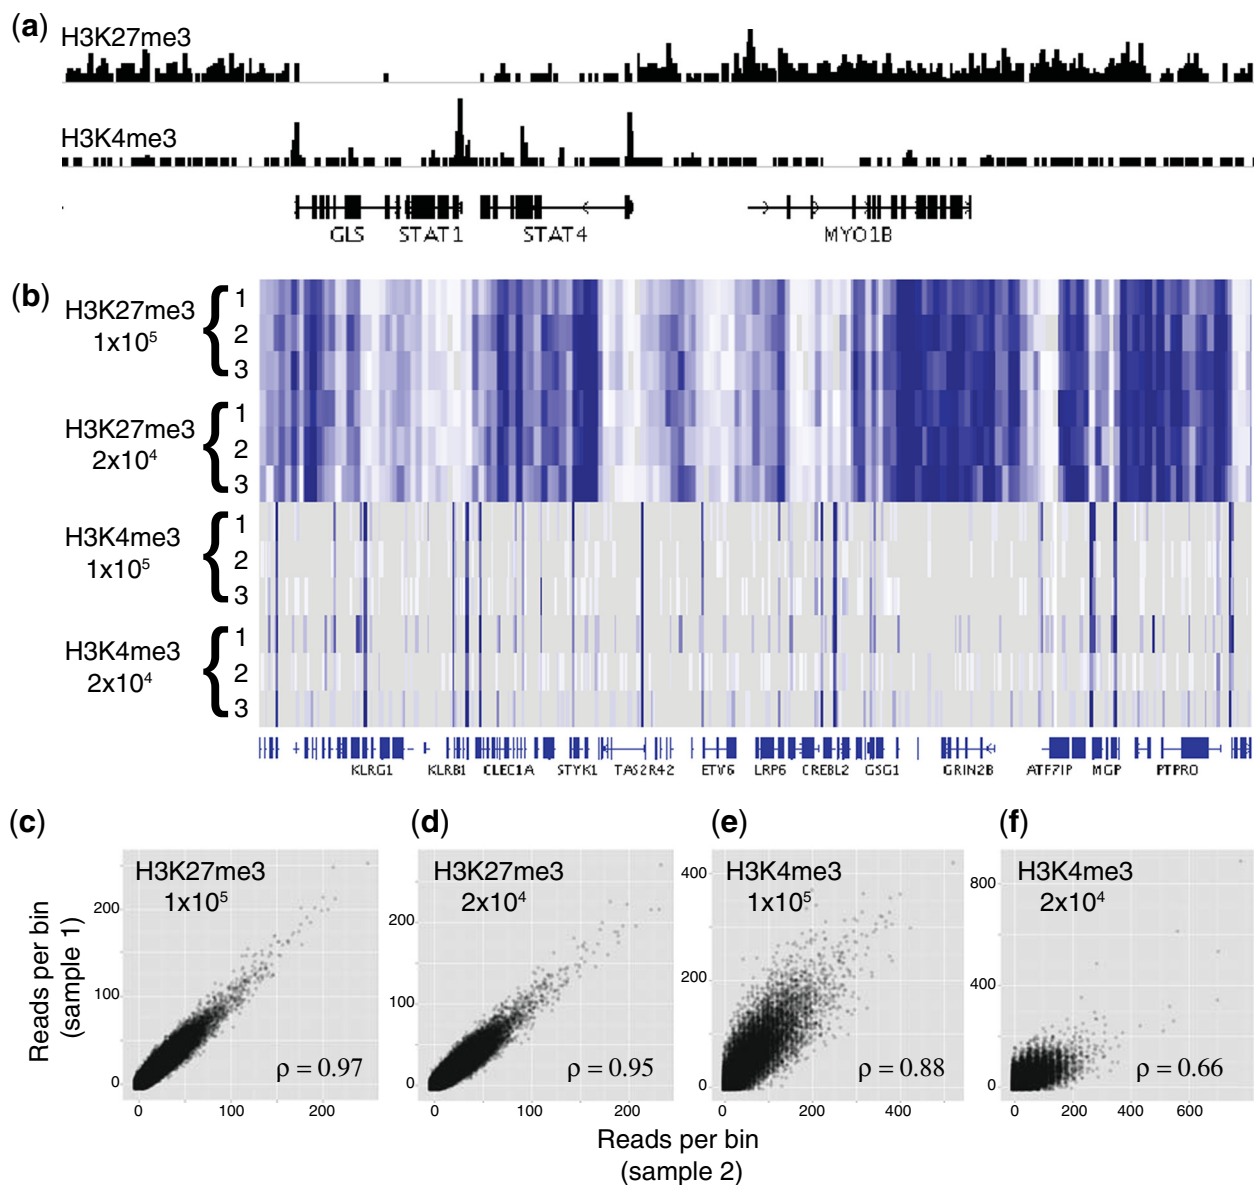 (a)
H3K27me3
H3K4me3
GLS STAT1 STAT4 MYO1B
(b)
H3K27me3
1x10⁵
1
2
3
H3K27me3
2x10⁴
1
2
3
H3K4me3
1x10⁵
1
2
3
H3K4me3
2x10⁴
1
2
3
KLRG1 KLRB1 CLEC1A STYK1 TAS2R42 ETV6 LRP6 CREBL2 GSG1 GRIN2B ATF7IP MGP PTPRO
(c)
H3K27me3
1x10⁵
200
100
0
ρ = 0.97
0 100 200
(d)
H3K27me3
2x10⁴
200
100
0
ρ = 0.95
0 100 200
(e)
H3K4me3
1x10⁵
400
200
0
ρ = 0.88
0 200 400
(f)
H3K4me3
2x10⁴
800
400
0
ρ = 0.66
0 200 400 600
Reads per bin
(sample 1)
Reads per bin
(sample 2)